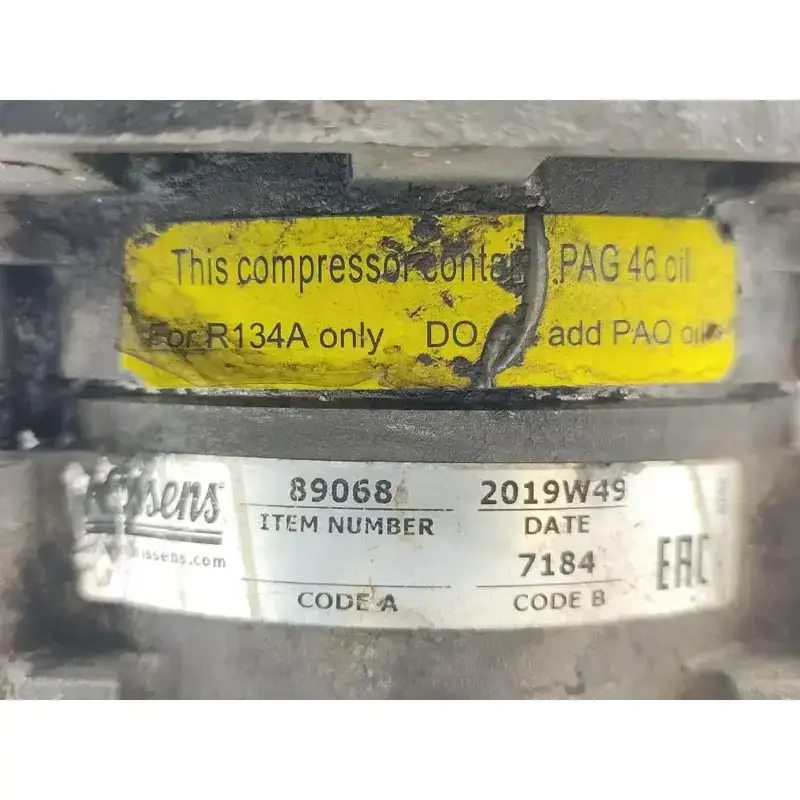 This compressor PAG 46 oil
For R134A only DO add PAO oil
Nissens
89068
ITEM NUMBER
2019W49
DATE
7184
CODE A
CODE B
EAC